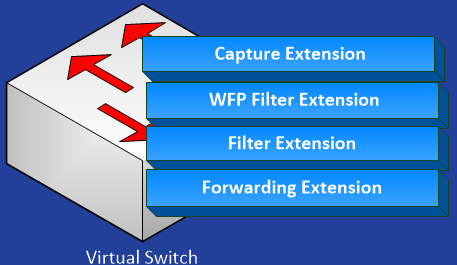 Capture Extension
WFP Filter Extension
Filter Extension
Forwarding Extension
Virtual Switch